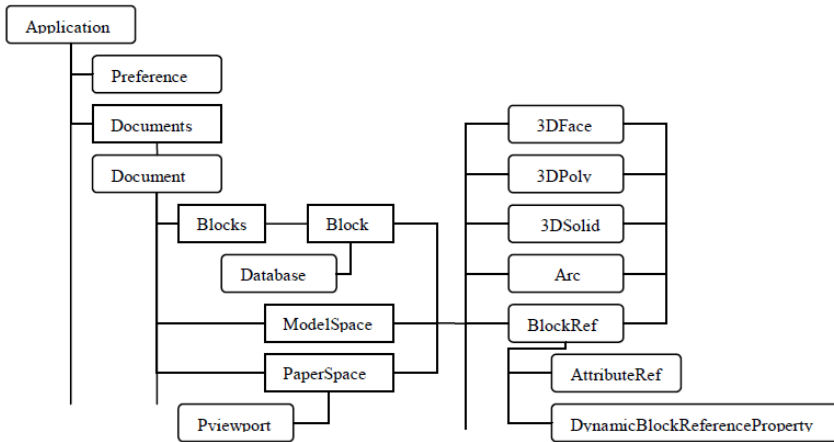 Application
Preference
Documents
3DFace
Document
3DPoly
Blocks
Block
3DSolid
Database
Arc
ModelSpace
BlockRef
PaperSpace
AttributeRef
Pviewport
DynamicBlockReferenceProperty